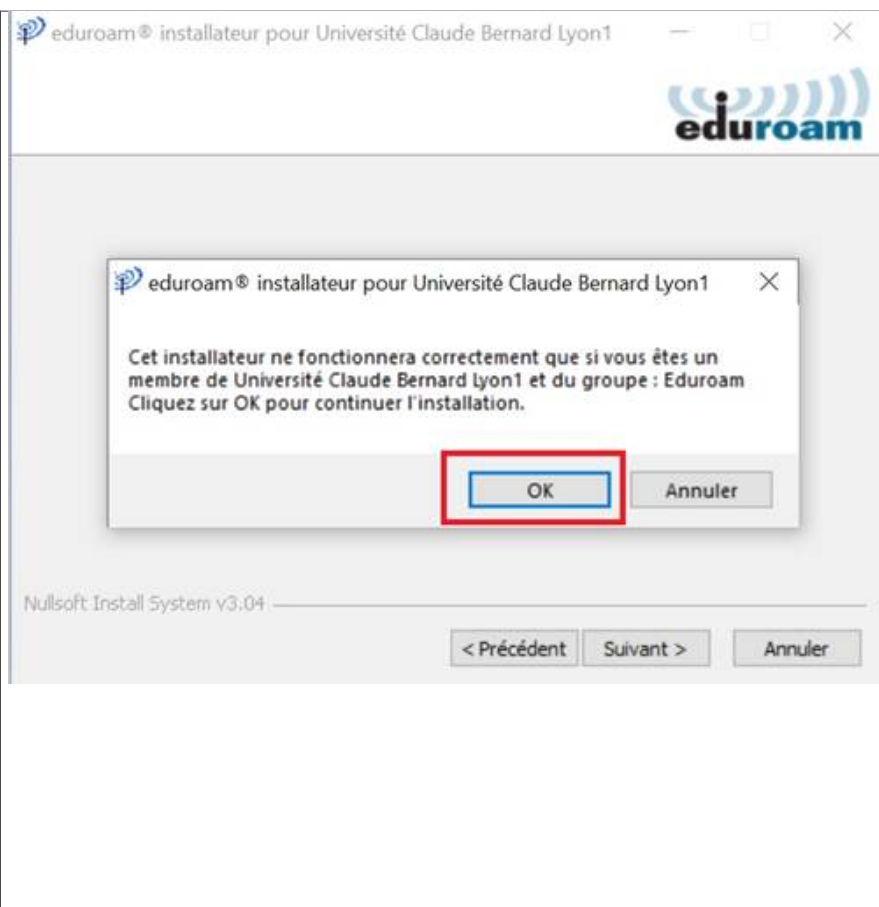 eduroam® installateur pour Université Claude Bernard Lyon1
eduroam
eduroam® installateur pour Université Claude Bernard Lyon1
Cet installateur ne fonctionnera correctement que si vous êtes un
membre de Université Claude Bernard Lyon1 et du groupe : Eduroam
Cliquez sur OK pour continuer l'installation.
OK
Annuler
Nullsoft Install System v3.04
< Précédent
Suivant >
Annuler